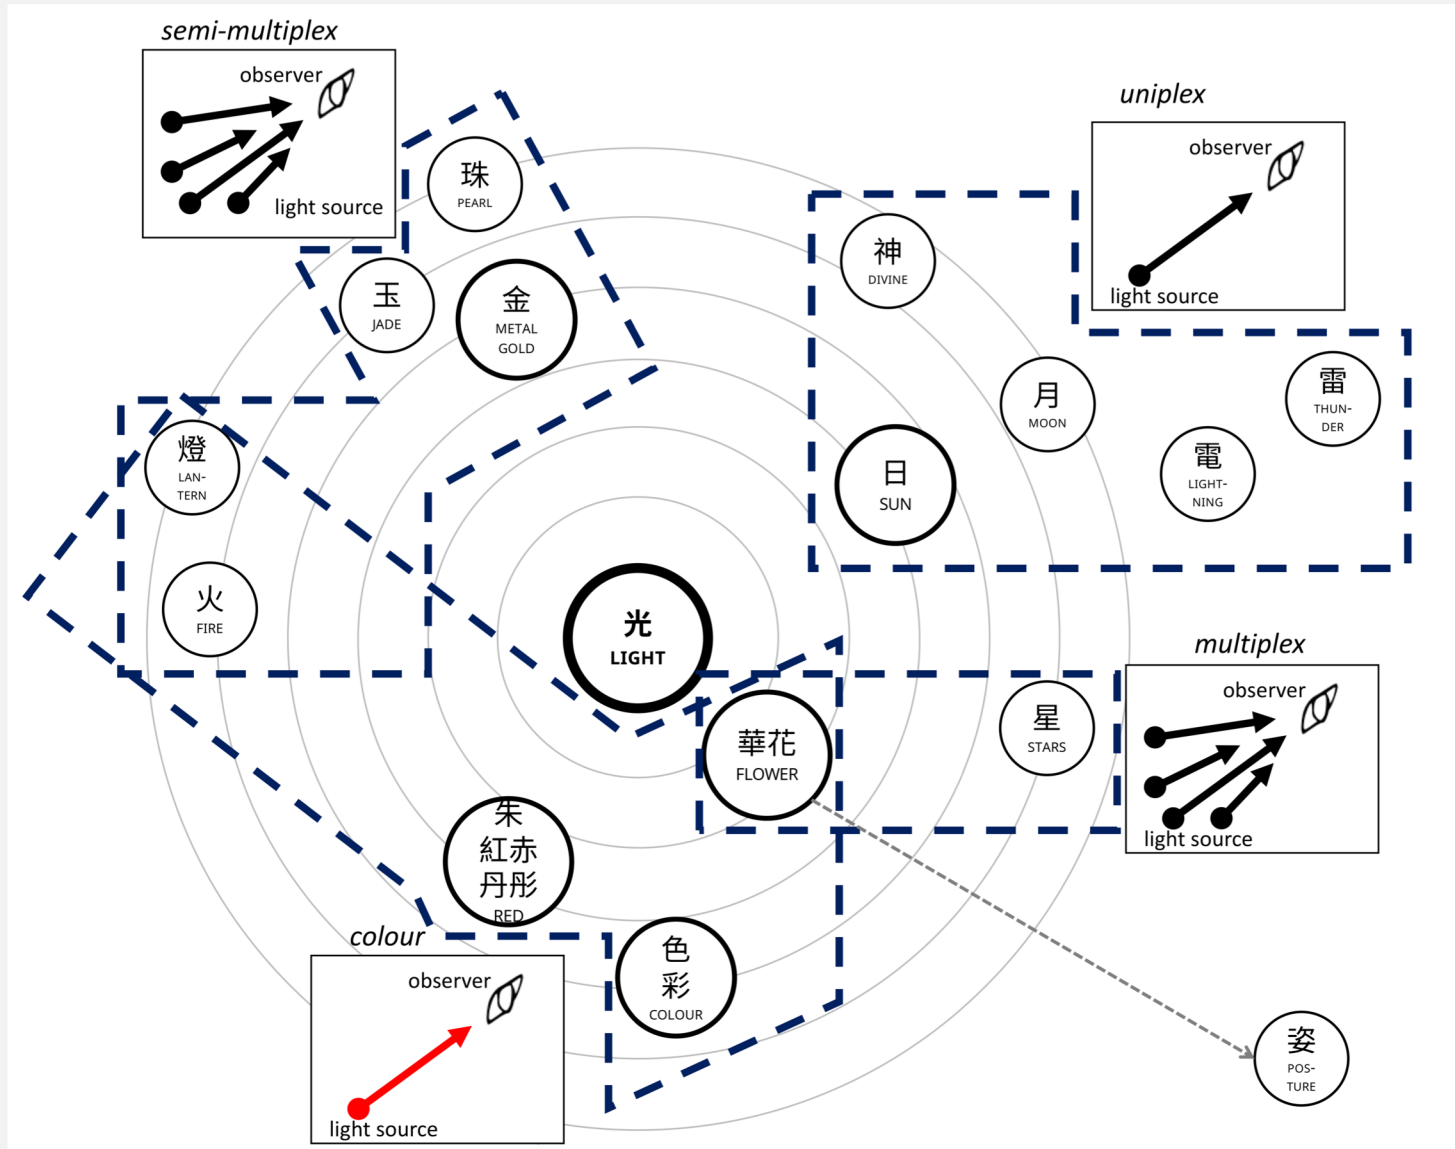 semi-multiplex
observer
light source
uniplex
observer
light source
珠
PEARL
神
DIVINE
玉
JADE
金
METAL
GOLD
月
MOON
雷
THUN-
DER
燈
LAN-
TERN
日
SUN
電
LIGHT-
NING
火
FIRE
光
LIGHT
multiplex
observer
light source
華花
FLOWER
星
STARS
朱
紅赤
丹彤
RED
色
彩
COLOUR
colour
observer
light source
姿
POS-
TURE